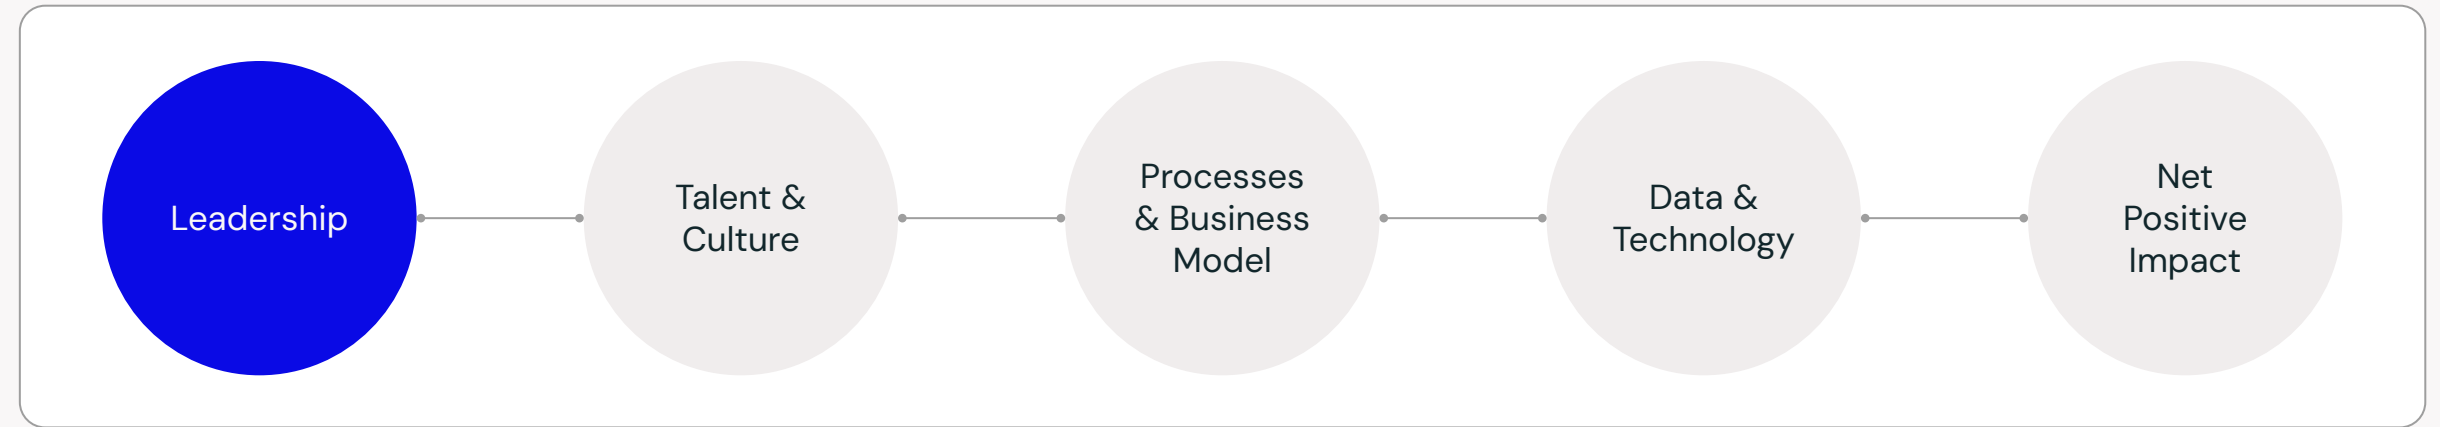 Leadership
Talent &
Culture
Processes
& Business
Model
Data &
Technology
Net
Positive
Impact